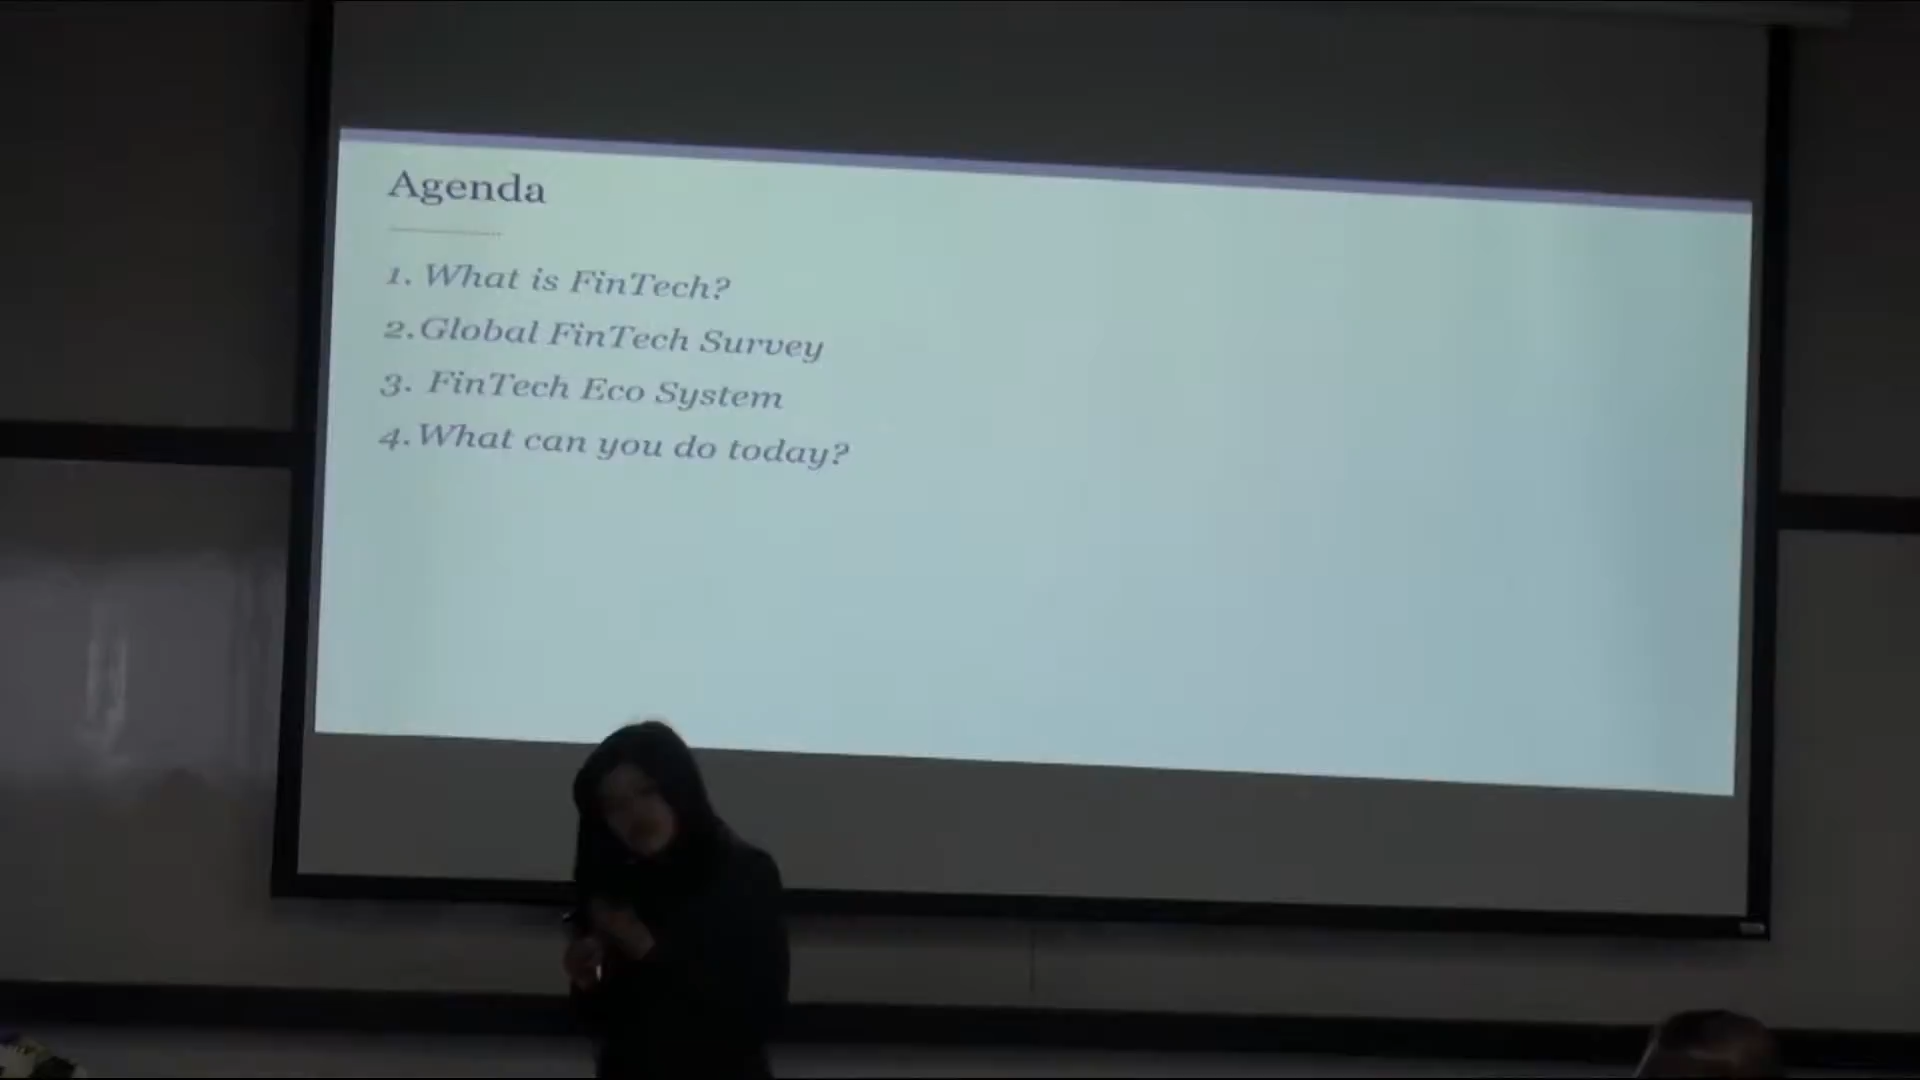 Agenda
1. What is FinTech?
2.Global FinTech Survey
3. FinTech Eco System
4.What can you do today?